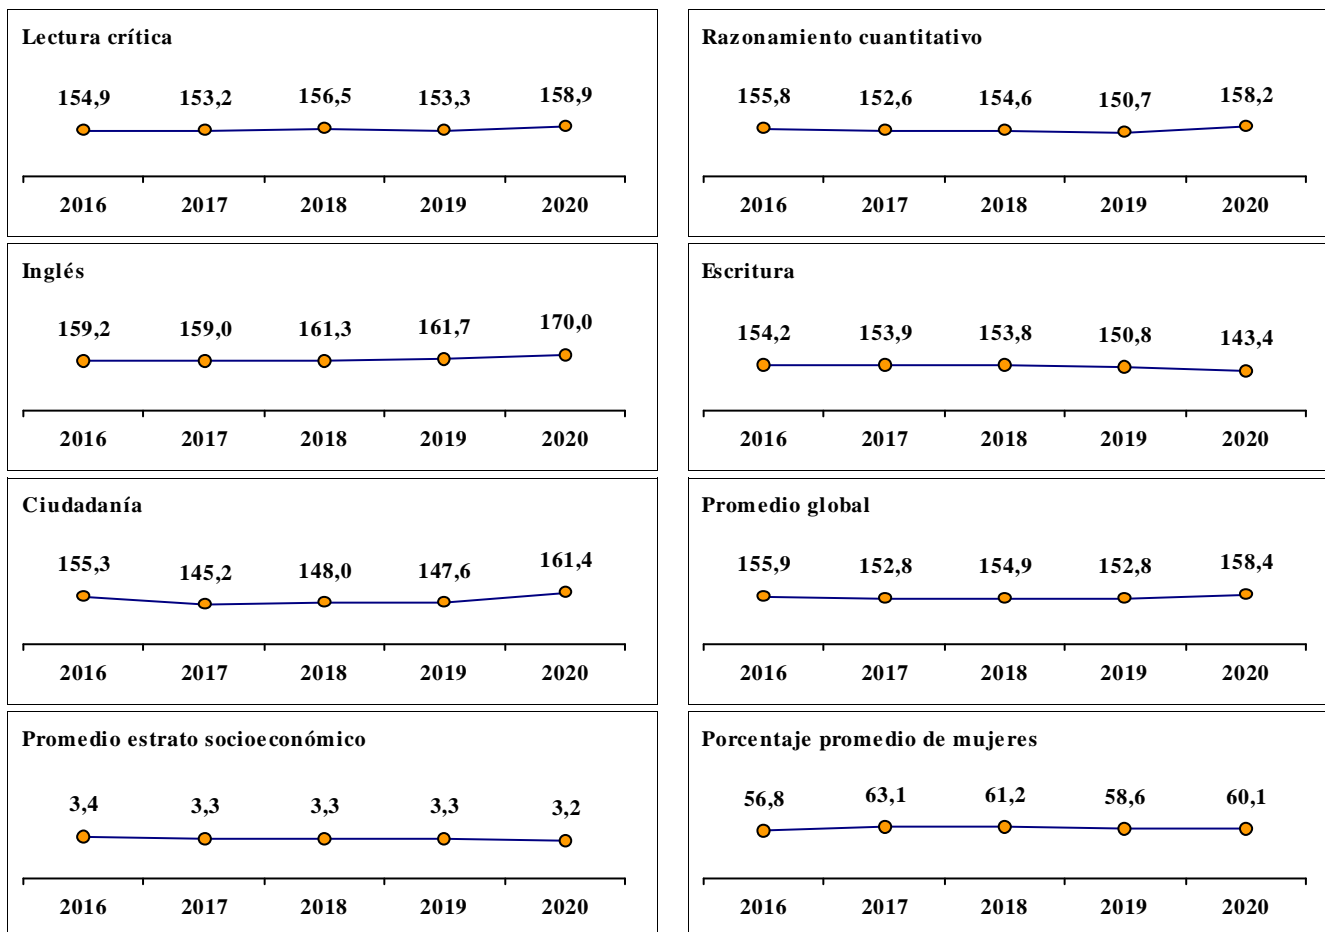 Lectura crítica
154,9 153,2 156,5 153,3 158,9
2016 2017 2018 2019 2020
Razonamiento cuantitativo
155,8 152,6 154,6 150,7 158,2
2016 2017 2018 2019 2020
Inglés
159,2 159,0 161,3 161,7 170,0
2016 2017 2018 2019 2020
Escritura
154,2 153,9 153,8 150,8 143,4
2016 2017 2018 2019 2020
Ciudadanía
155,3 145,2 148,0 147,6 161,4
2016 2017 2018 2019 2020
Promedio global
155,9 152,8 154,9 152,8 158,4
2016 2017 2018 2019 2020
Promedio estrato socioeconómico
3,4 3,3 3,3 3,3 3,2
2016 2017 2018 2019 2020
Porcentaje promedio de mujeres
56,8 63,1 61,2 58,6 60,1
2016 2017 2018 2019 2020